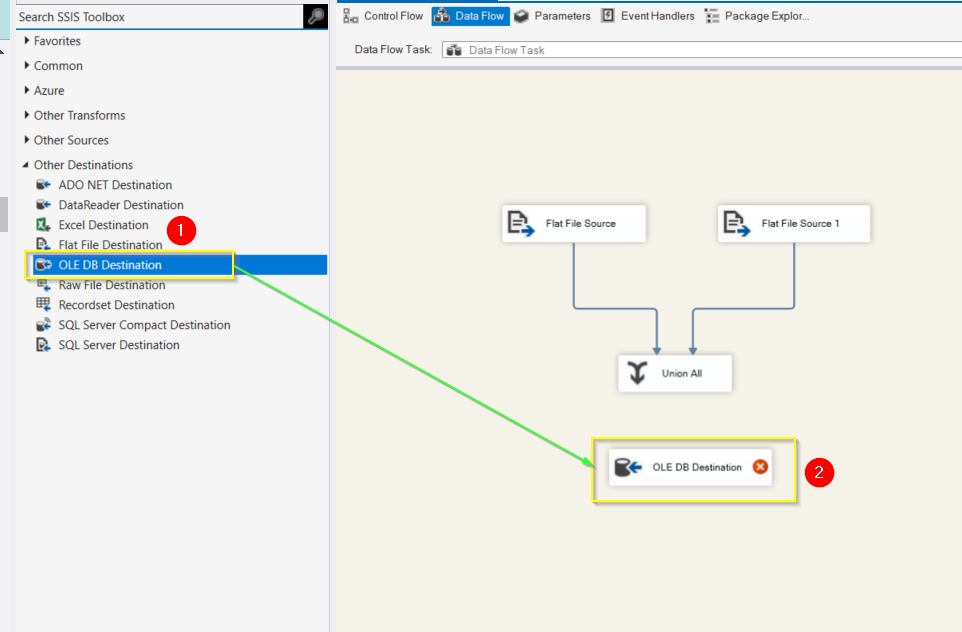 Search SSIS Toolbox
Favorites
Common
Azure
Other Transforms
Other Sources
Other Destinations
ADO NET Destination
DataReader Destination
Excel Destination
1
Flat File Destination
OLE DB Destination
Raw File Destination
Recordset Destination
SQL Server Compact Destination
SQL Server Destination
Control Flow Data Flow Parameters Event Handlers Package Explor...
Data Flow Task: Data Flow Task
Flat File Source Flat File Source 1
Union All
OLE DB Destination
2